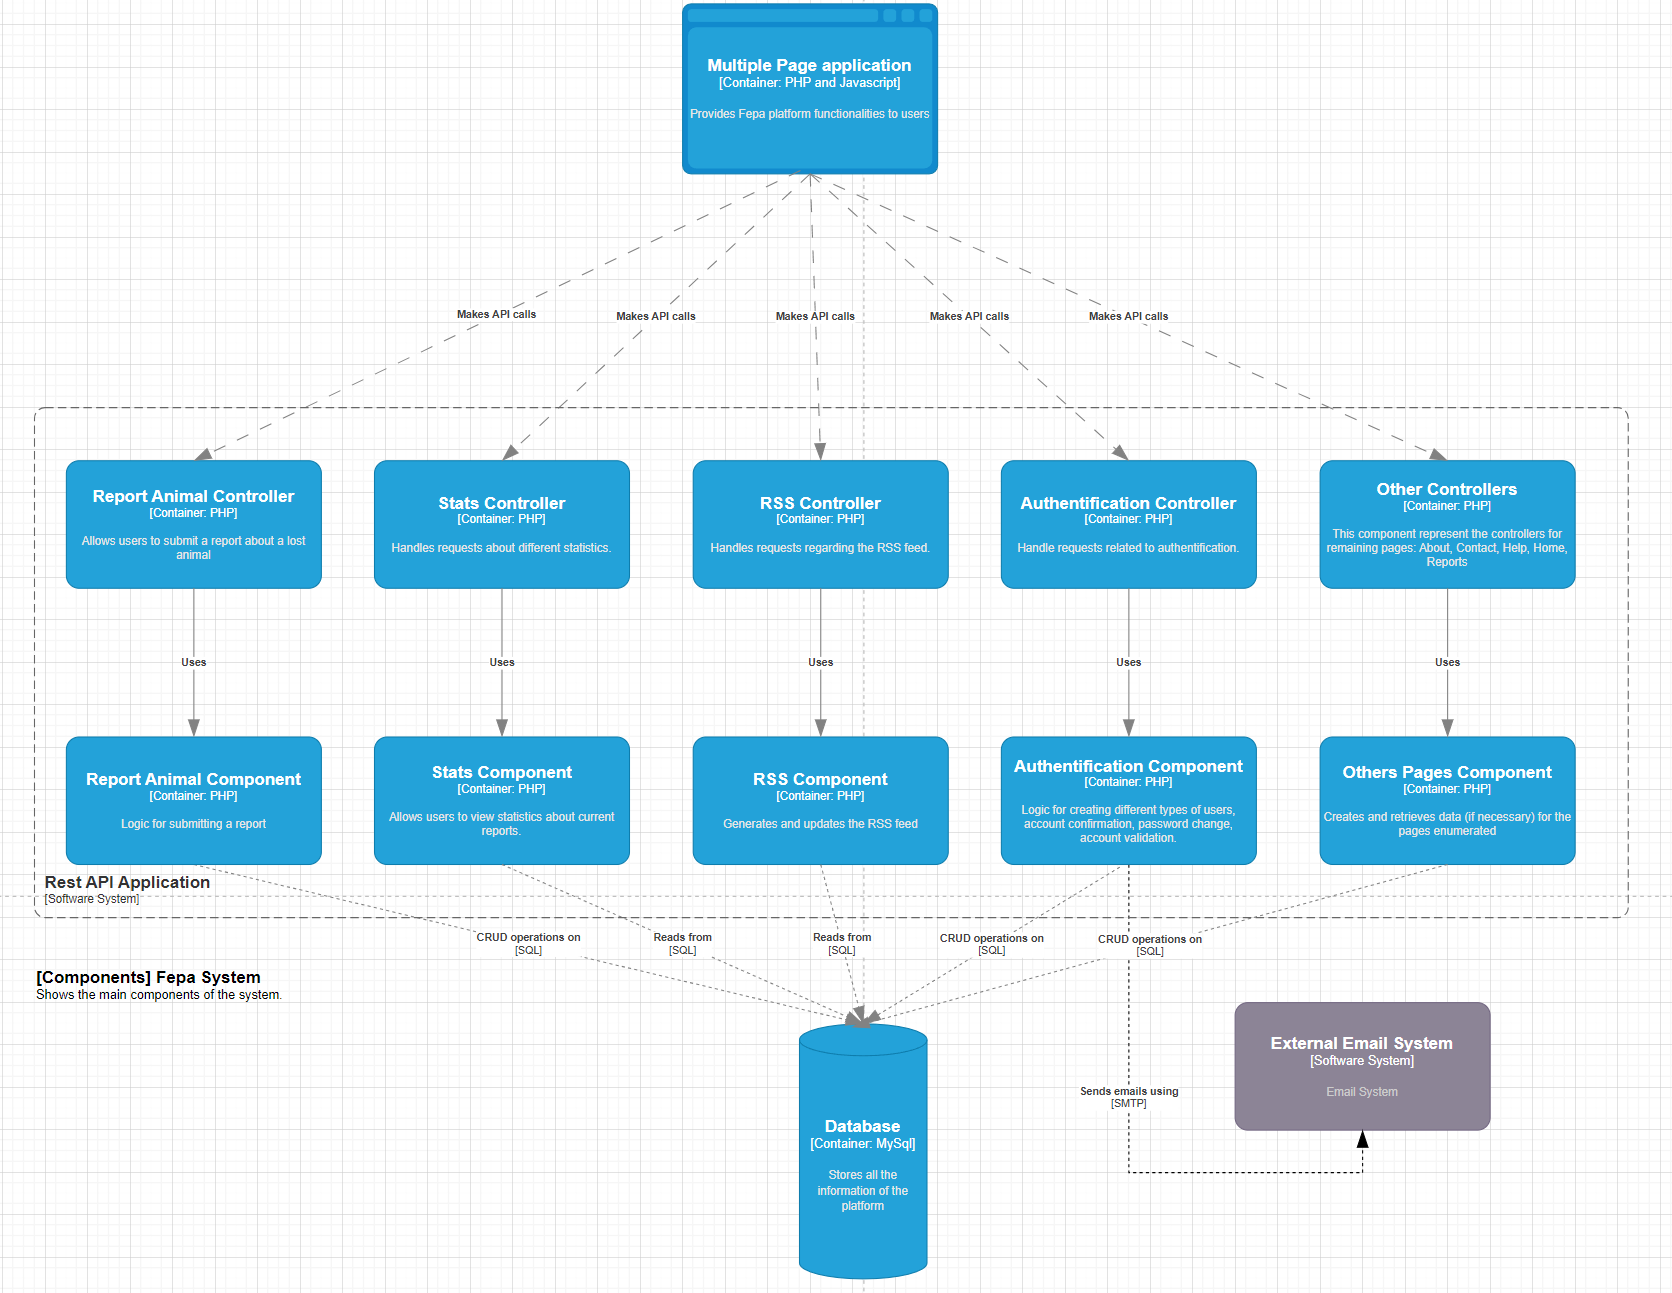 Multiple Page application
[Container: PHP and Javascript]
Provides Fepa platform functionalities to users
Makes API calls
Makes API calls
Makes API calls
Makes API calls
Makes API calls
Report Animal Controller
[Container: PHP]
Allows users to submit a report about a lost
animal
Stats Controller
[Container: PHP]
Handles requests about different statistics.
RSS Controller
[Container: PHP]
Handles requests regarding the RSS feed.
Authentification Controller
[Container: PHP]
Handle requests related to authentification.
Other Controllers
[Container: PHP]
This component represent the controllers for
remaining pages: About, Contact, Help, Home,
Reports
Uses
Uses
Uses
Uses
Uses
Report Animal Component
[Container: PHP]
Logic for submitting a report
Stats Component
[Container: PHP]
Allows users to view statistics about current
reports.
RSS Component
[Container: PHP]
Generates and updates the RSS feed
Authentification Component
[Container: PHP]
Logic for creating different types of users,
account confirmation, password change,
account validation.
Others Pages Component
[Container: PHP]
Creates and retrieves data (if necessary) for the
pages enumerated
Rest API Application
[Software System]
CRUD operations on
[SQL]
Reads from
[SQL]
Reads from
[SQL]
CRUD operations on
[SQL]
CRUD operations on
[SQL]
[Components] Fepa System
Shows the main components of the system.
External Email System
[Software System]
Email System
Sends emails using
[SMTP]
Database
[Container: MySql]
Stores all the
information of the
platform